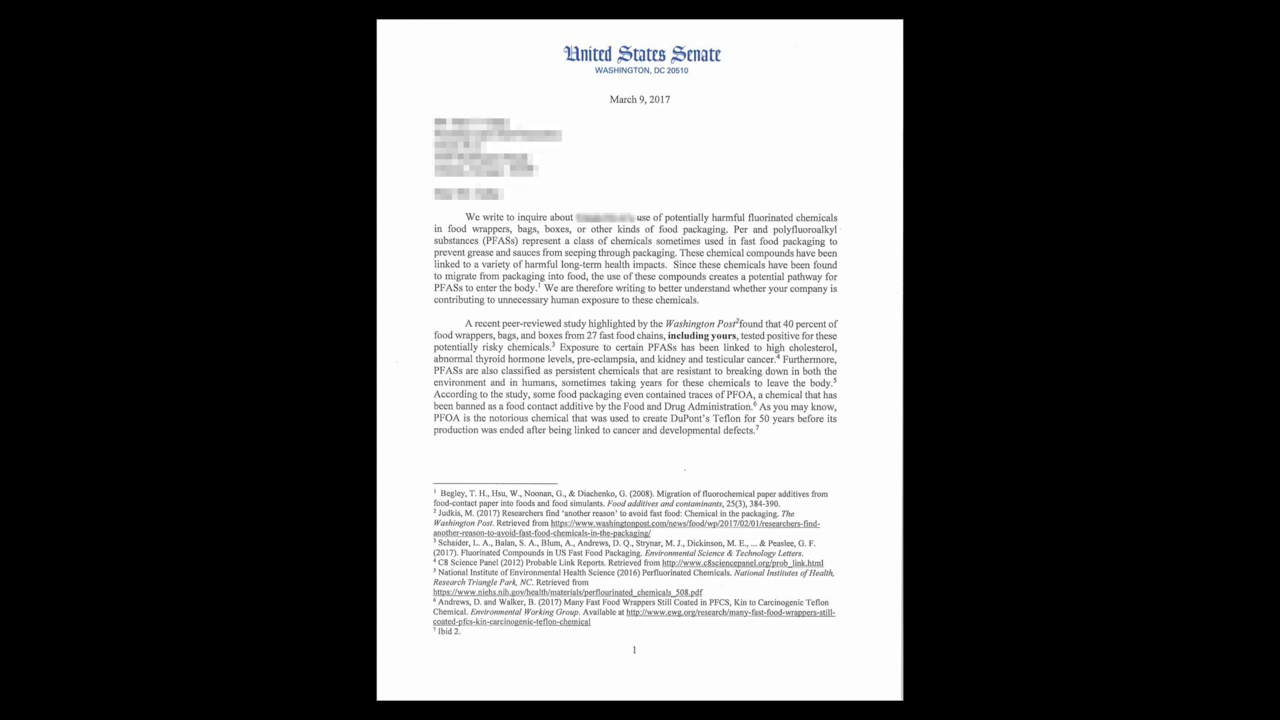 United States Senate
WASHINGTON, DC 20510
March 9, 2017
We write to inquire about use of potentially harmful fluorinated chemicals
in food wrappers, bags, boxes, or other kinds of food packaging. Per and polyfluoroalkyl
substances (PFASs) represent a class of chemicals sometimes used in fast food packaging to
prevent grease and sauces from seeping through packaging. These chemical compounds have been
linked to a variety of harmful long-term health impacts. Since these chemicals have been found
to migrate from packaging into food, the use of these compounds creates a potential pathway for
PFASs to enter the body.1 We are therefore writing to better understand whether your company is
contributing to unnecessary human exposure to these chemicals.
A recent peer-reviewed study highlighted by the Washington Post2found that 40 percent of
food wrappers, bags, and boxes from 27 fast food chains, including yours, tested positive for these
potentially risky chemicals.3 Exposure to certain PFASs has been linked to high cholesterol,
abnormal thyroid hormone levels, pre-eclampsia, and kidney and testicular cancer.4 Furthermore,
PFASs are also classified as persistent chemicals that are resistant to breaking down in both the
environment and in humans, sometimes taking years for these chemicals to leave the body.5
According to the study, some food packaging even contained traces of PFOA, a chemical that has
been banned as a food contact additive by the Food and Drug Administration.6 As you may know,
PFOA is the notorious chemical that was used to create DuPont's Teflon for 50 years before its
production was ended after being linked to cancer and developmental defects.7
1 Begley, T. H., Hsu, W., Noonan, G., & Diachenko, G. (2008). Migration of fluorochemical paper additives from
food-contact paper into foods and food simulants. Food additives and contaminants, 25(3), 384-390.
2 Judkis, M. (2017) Researchers find 'another reason' to avoid fast food: Chemical in the packaging. The
Washington Post. Retrieved from https://www.washingtonpost.com/news/food/wp/2017/02/01/researchers-find-
another-reason-to-avoid-fast-food-chemicals-in-the-packaging/
3 Schaider, L. A., Balan, S. A., Blum, A., Andrews, D. Q., Strynar, M. J., Dickinson, M. E., ... & Peaslee, G. F.
(2017). Fluorinated Compounds in US Fast Food Packaging. Environmental Science & Technology Letters.
4 C8 Science Panel (2012) Probable Link Reports. Retrieved from http://www.c8sciencepanel.org/prob_link.html
5 National Institute of Environmental Health Science (2016) Perfluorinated Chemicals. National Institutes of Health,
Research Triangle Park, NC. Retrieved from
https://www.niehs.nih.gov/health/materials/perflourinated_chemicals_508.pdf
6 Andrews, D. and Walker, B. (2017) Many Fast Food Wrappers Still Coated in PFCS, Kin to Carcinogenic Teflon
Chemical. Environmental Working Group. Available at http://www.ewg.org/research/many-fast-food-wrappers-still-
coated-pfcs-kin-carcinogenic-teflon-chemical
7 Ibid 2.
1